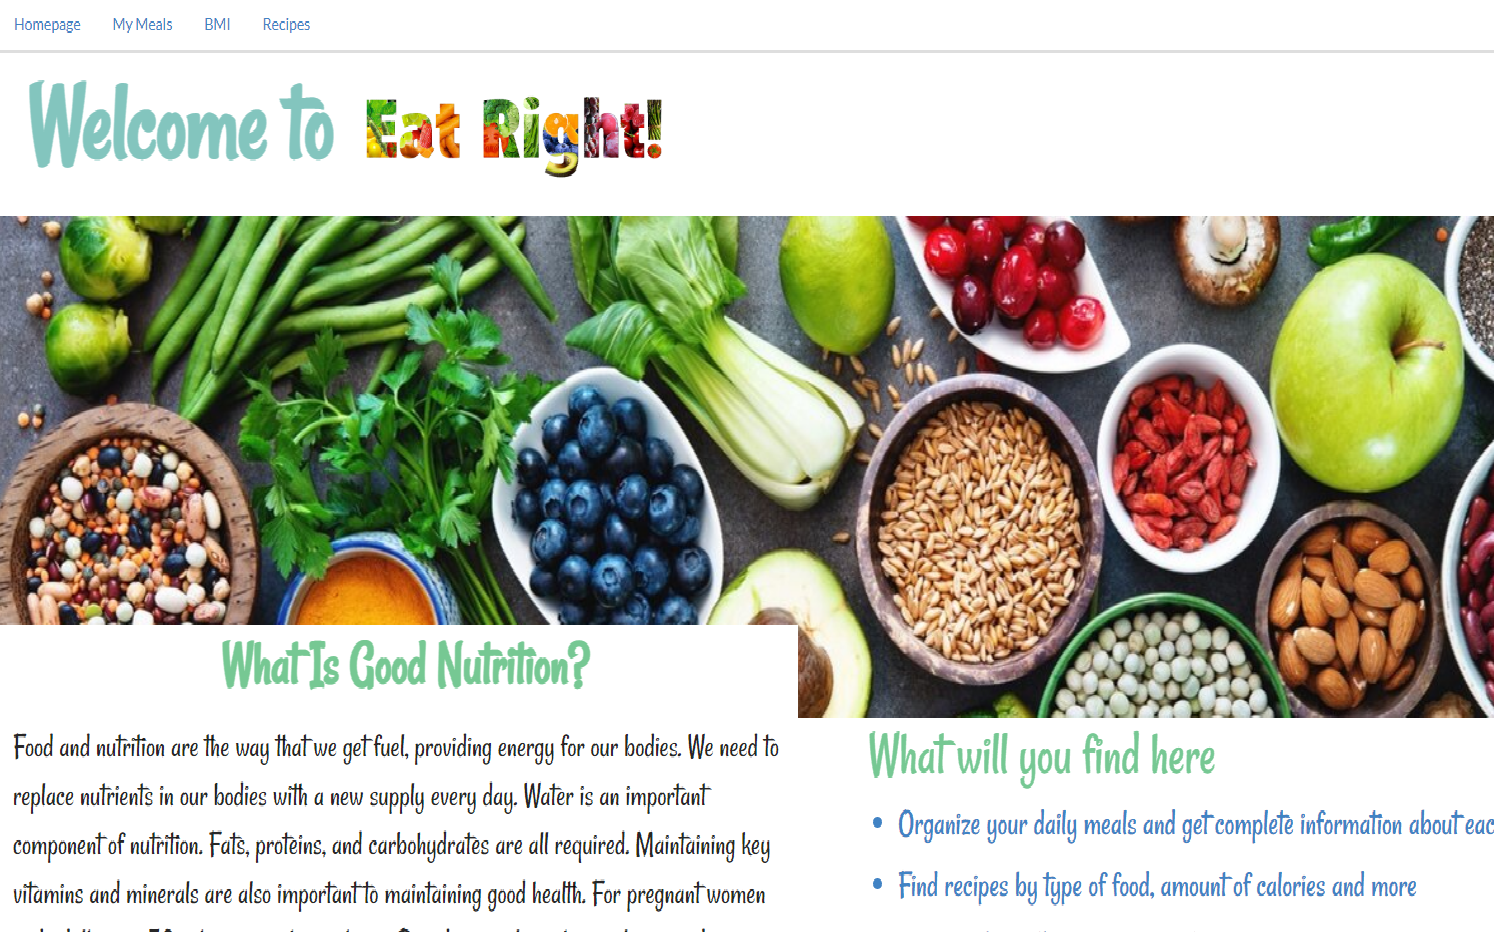 Homepage My Meals BMI Recipes
Welcome to Eat Right!
What Is Good Nutrition?
Food and nutrition are the way that we get fuel, providing energy for our bodies. We need to
replace nutrients in our bodies with a new supply every day. Water is an important
component of nutrition. Fats, proteins, and carbohydrates are all required. Maintaining key
vitamins and minerals are also important to maintaining good health. For pregnant women
What will you find here
• Organize your daily meals and get complete information about eac
• Find recipes by type of food, amount of calories and more